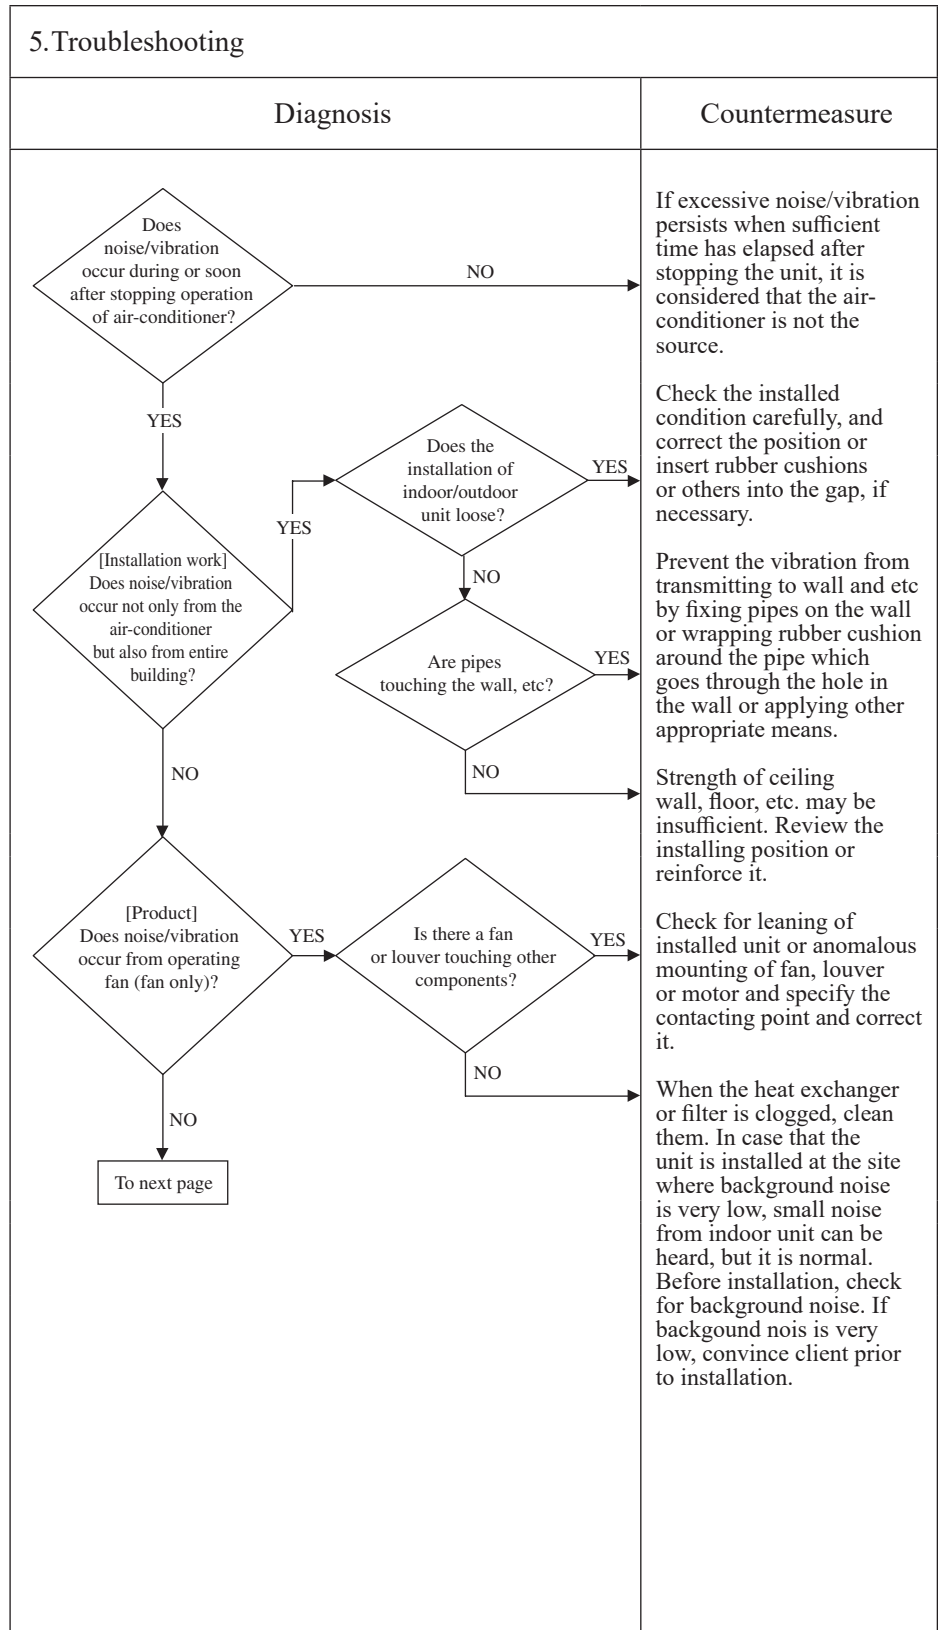 5.Troubleshooting
Diagnosis
Countermeasure
Does
noise/vibration
occur during or soon
after stopping operation
of air-conditioner?
NO
If excessive noise/vibration
persists when sufficient
time has elapsed after
stopping the unit, it is
considered that the air-
conditioner is not the
source.
YES
Does the
installation of
indoor/outdoor
unit loose?
YES
Check the installed
condition carefully, and
correct the position or
insert rubber cushions
or others into the gap, if
necessary.
YES
[Installation work]
Does noise/vibration
occur not only from the
air-conditioner
but also from entire
building?
NO
Are pipes
touching the wall, etc?
YES
Prevent the vibration from
transmitting to wall and etc
by fixing pipes on the wall
or wrapping rubber cushion
around the pipe which
goes through the hole in
the wall or applying other
appropriate means.
NO
NO
Strength of ceiling
wall, floor, etc. may be
insufficient. Review the
installing position or
reinforce it.
[Product]
Does noise/vibration
occur from operating
fan (fan only)?
YES
Is there a fan
or louver touching other
components?
YES
Check for leaning of
installed unit or anomalous
mounting of fan, louver
or motor and specify the
contacting point and correct
it.
NO
NO
To next page
When the heat exchanger
or filter is clogged, clean
them. In case that the
unit is installed at the site
where background noise
is very low, small noise
from indoor unit can be
heard, but it is normal.
Before installation, check
for background noise. If
backgound nois is very
low, convince client prior
to installation.